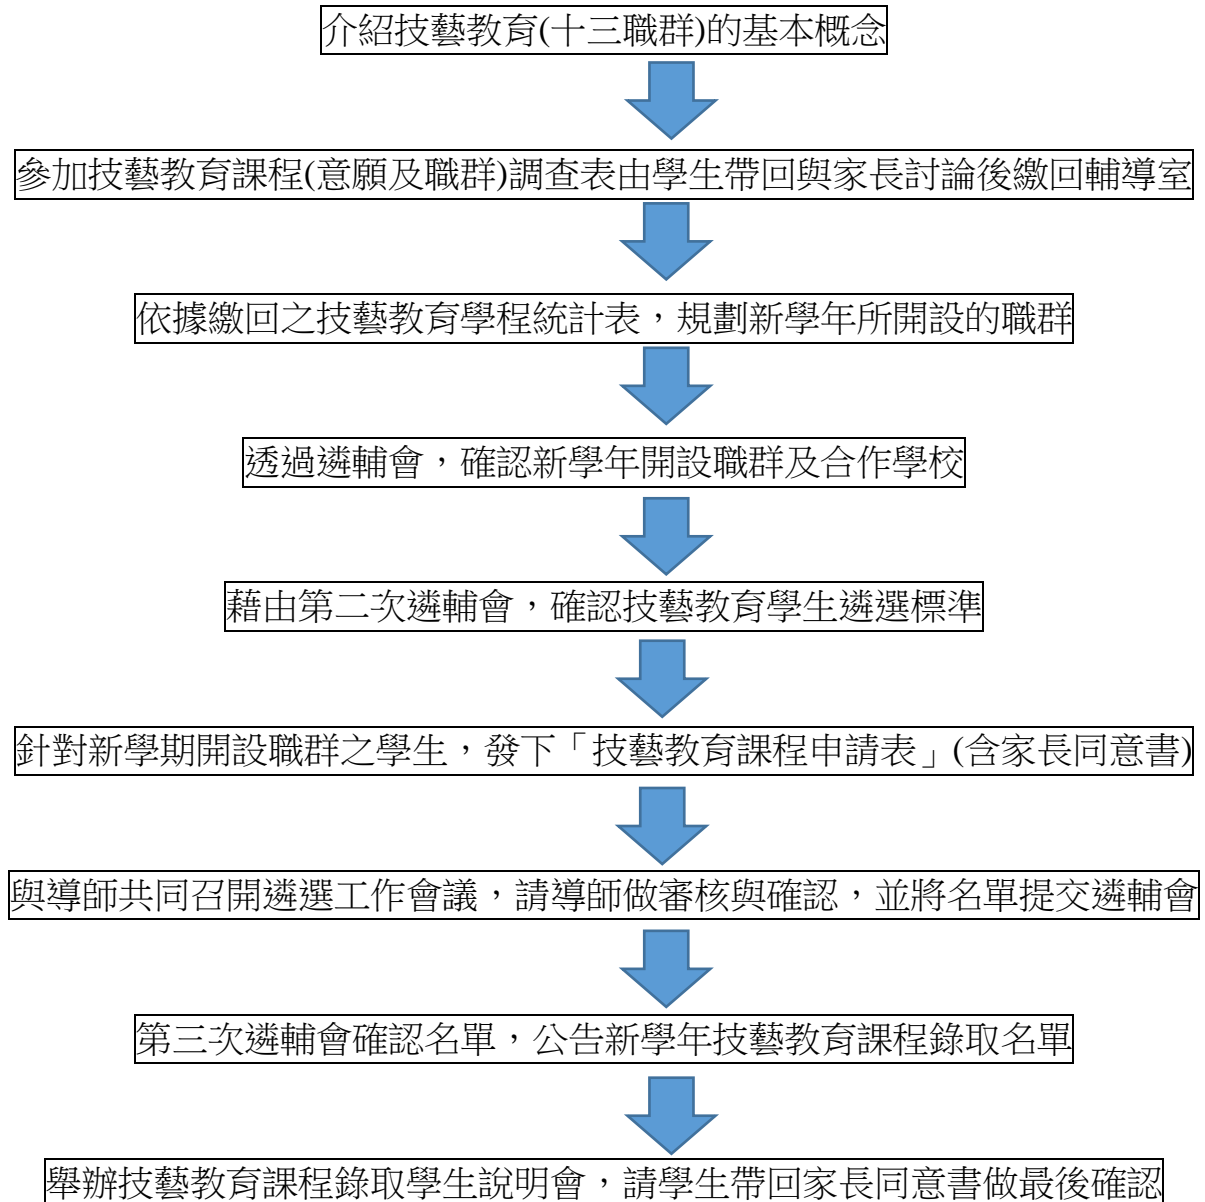 介紹技藝教育(十三職群)的基本概念
參加技藝教育課程(意願及職群)調查表由學生帶回與家長討論後繳回輔導室
依據繳回之技藝教育學程統計表，規劃新學年所開設的職群
透過遴輔會，確認新學年開設職群及合作學校
藉由第二次遴輔會，確認技藝教育學生遴選標準
針對新學期開設職群之學生，發下「技藝教育課程申請表」(含家長同意書)
與導師共同召開遴選工作會議，請導師做審核與確認，並將名單提交遴輔會
第三次遴輔會確認名單，公告新學年技藝教育課程錄取名單
舉辦技藝教育課程錄取學生說明會，請學生帶回家長同意書做最後確認